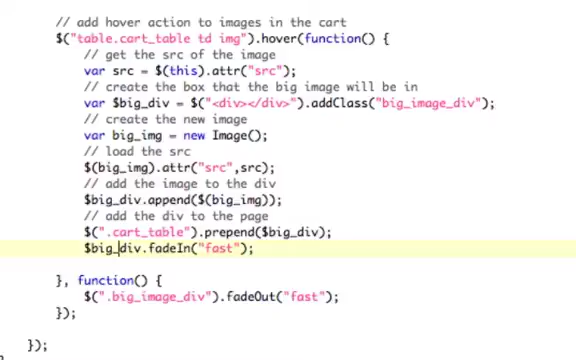 // add hover action to images in the cart
$("table.cart_table td img").hover(function() {
// get the src of the image
var src = $(this).attr("src");
// create the box that the big image will be in
var $big_div = $("<div></div>").addClass("big_image_div");
// create the new image
var big_img = new Image();
// load the src
$(big_img).attr("src",src);
// add the image to the div
$big_div.append($(big_img));
// add the div to the page
$(".cart_table").prepend($big_div);
$big_div.fadeIn("fast");
}, function() {
$(".big_image_div").fadeOut("fast");
});
});